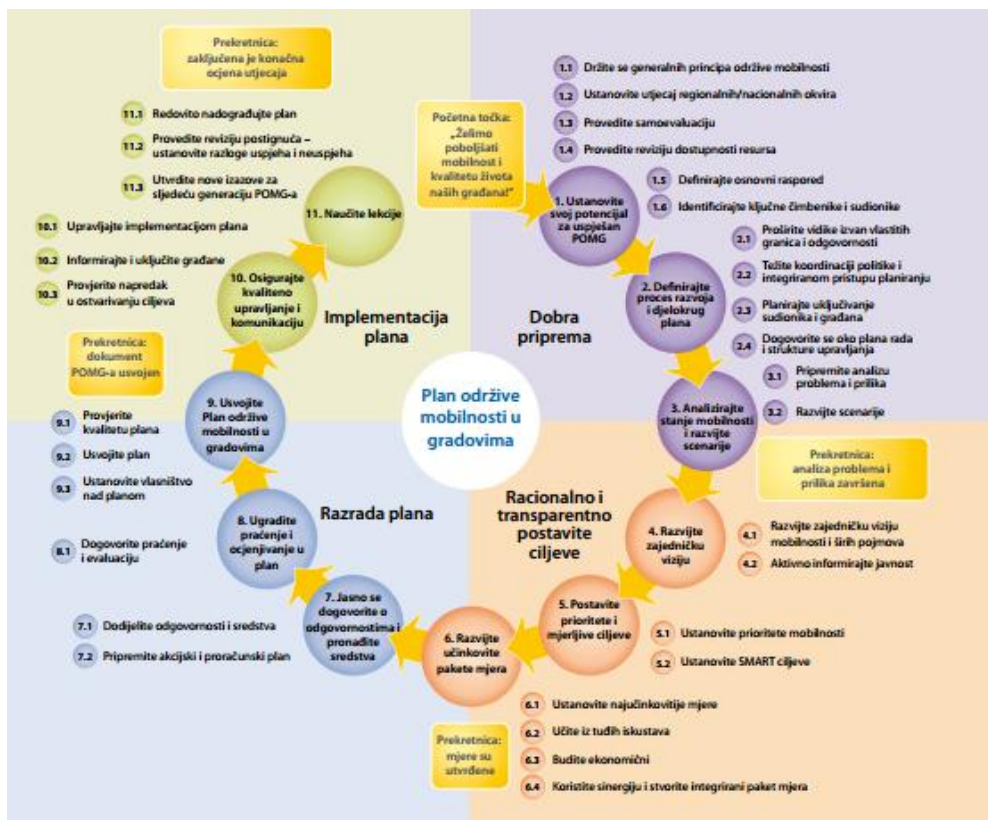 Početna točka:
„Želimo
poboljšati
mobilnost i
kvalitetu života
naših građana!"
1. Ustanovite
svoj potencijal
za uspješan
POMG
1.1 Držite se generalnih principa održive mobilnosti
1.2 Ustanovite utjecaj regionalnih/nacionalnih okvira
1.3 Provedite samoevaluaciju
1.4 Provedite reviziju dostupnosti resursa
1.5 Definirajte osnovni raspored
1.6 Identificirajte ključne čimbenike i sudionike
Dobra
priprema
2. Definirajte
proces razvoja
i djelokrug
plana
2.1 Proširite vidike izvan vlastitih
granica i odgovornosti
2.2 Težite koordinaciji politike i
integriranom pristupu planiranju
2.3 Planirajte uključivanje
sudionika i građana
2.4 Dogovorite se oko plana rada
i strukture upravljanja
3. Analizirajte
stanje mobilnosti
i razvijte
scenarije
3.1 Pripremite analizu
problema i prilika
3.2 Razvijte scenarije
Prekretnica:
analiza problema i
prilika završena
Racionalno i
transparentno
postavite
ciljeve
4. Razvijte
zajedničku
viziju
4.1 Razvijte zajedničku viziju
mobilnosti i širih pojmova
4.2 Aktivno informirajte javnost
5. Postavite
prioritete i
mjerljive ciljeve
5.1 Ustanovite prioritete mobilnosti
5.2 Ustanovite SMART ciljeve
6. Razvijte
učinkovite
pakete mjera
6.1 Ustanovite najučinkovitije mjere
6.2 Učite iz tuđih iskustava
6.3 Budite ekonomični
6.4 Koristite sinergiju i stvorite integrirani paket mjera
Prekretnica:
mjere su
utvrđene
Razrada plana
7. Jasno se
dogovorite o
odgovornostima i
pronađite
sredstva
7.1 Dodijelite odgovornosti i sredstva
7.2 Pripremite akcijski i proračunski plan
8. Ugradite
praćenje i
ocjenjivanje u
plan
8.1 Dogovorite praćenje
i evaluaciju
9. Usvojite
Plan održive
mobilnosti u
gradovima
9.1 Provjerite
kvalitetu plana
9.2 Usvojite plan
9.3 Ustanovite vlasništvo
nad planom
Prekretnica:
dokument
POMG-a usvojen
Implementacija
plana
10. Osigurajte
kvaliteno
upravljanje i
komunikaciju
10.1 Upravljajte implementacijom plana
10.2 Informirajte i uključite građane
10.3 Provjerite napredak
u ostvarivanju ciljeva
11. Naučite lekcije
11.1 Redovito nadograđujte plan
11.2 Provedite reviziju postignuća –
ustanovite razloge uspjeha i neuspjeha
11.3 Utvrdite nove izazove za
sljedeću generaciju POMG-a
Prekretnica:
zaključena je konačna
ocjena utjecaja
Plan održive
mobilnosti u
gradovima